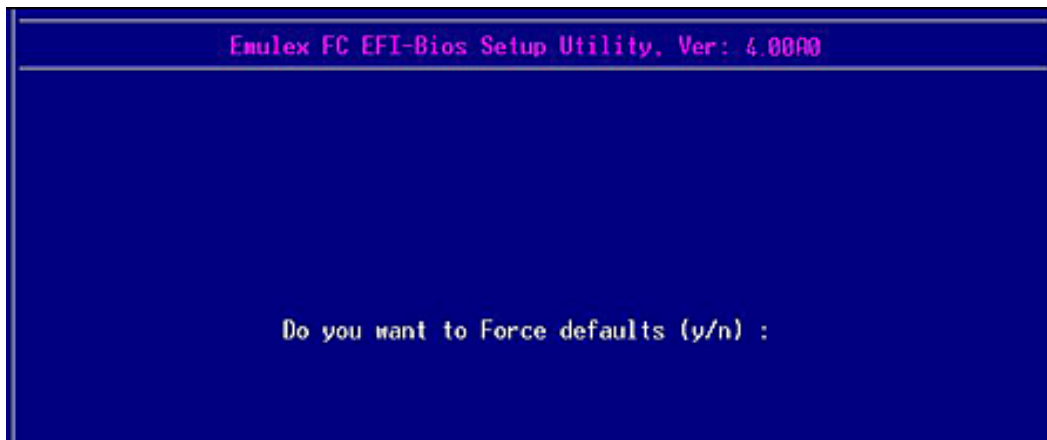 Emulex FC EFI-Bios Setup Utility, Ver: 4.00A0
Do you want to Force defaults (y/n) :